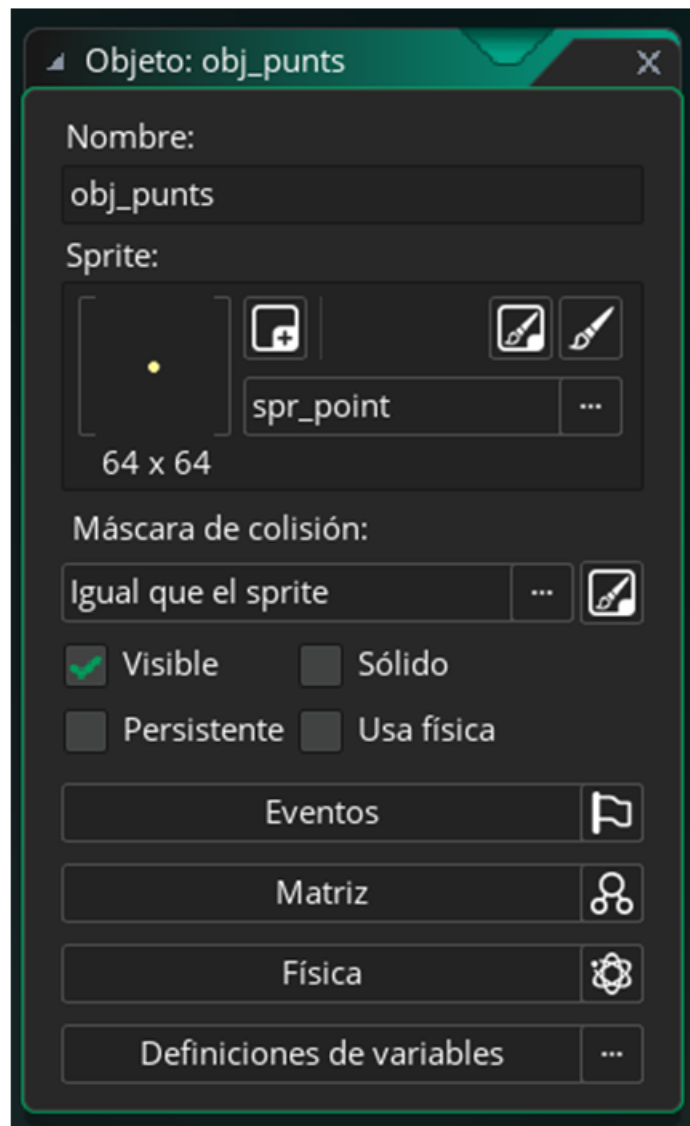 Objeto: obj_punts
Nombre:
obj_punts
Sprite:
spr_point
64 x 64
Máscara de colisión:
Igual que el sprite
Visible Sólido
Persistente Usa física
Eventos
Matriz
Física
Definiciones de variables